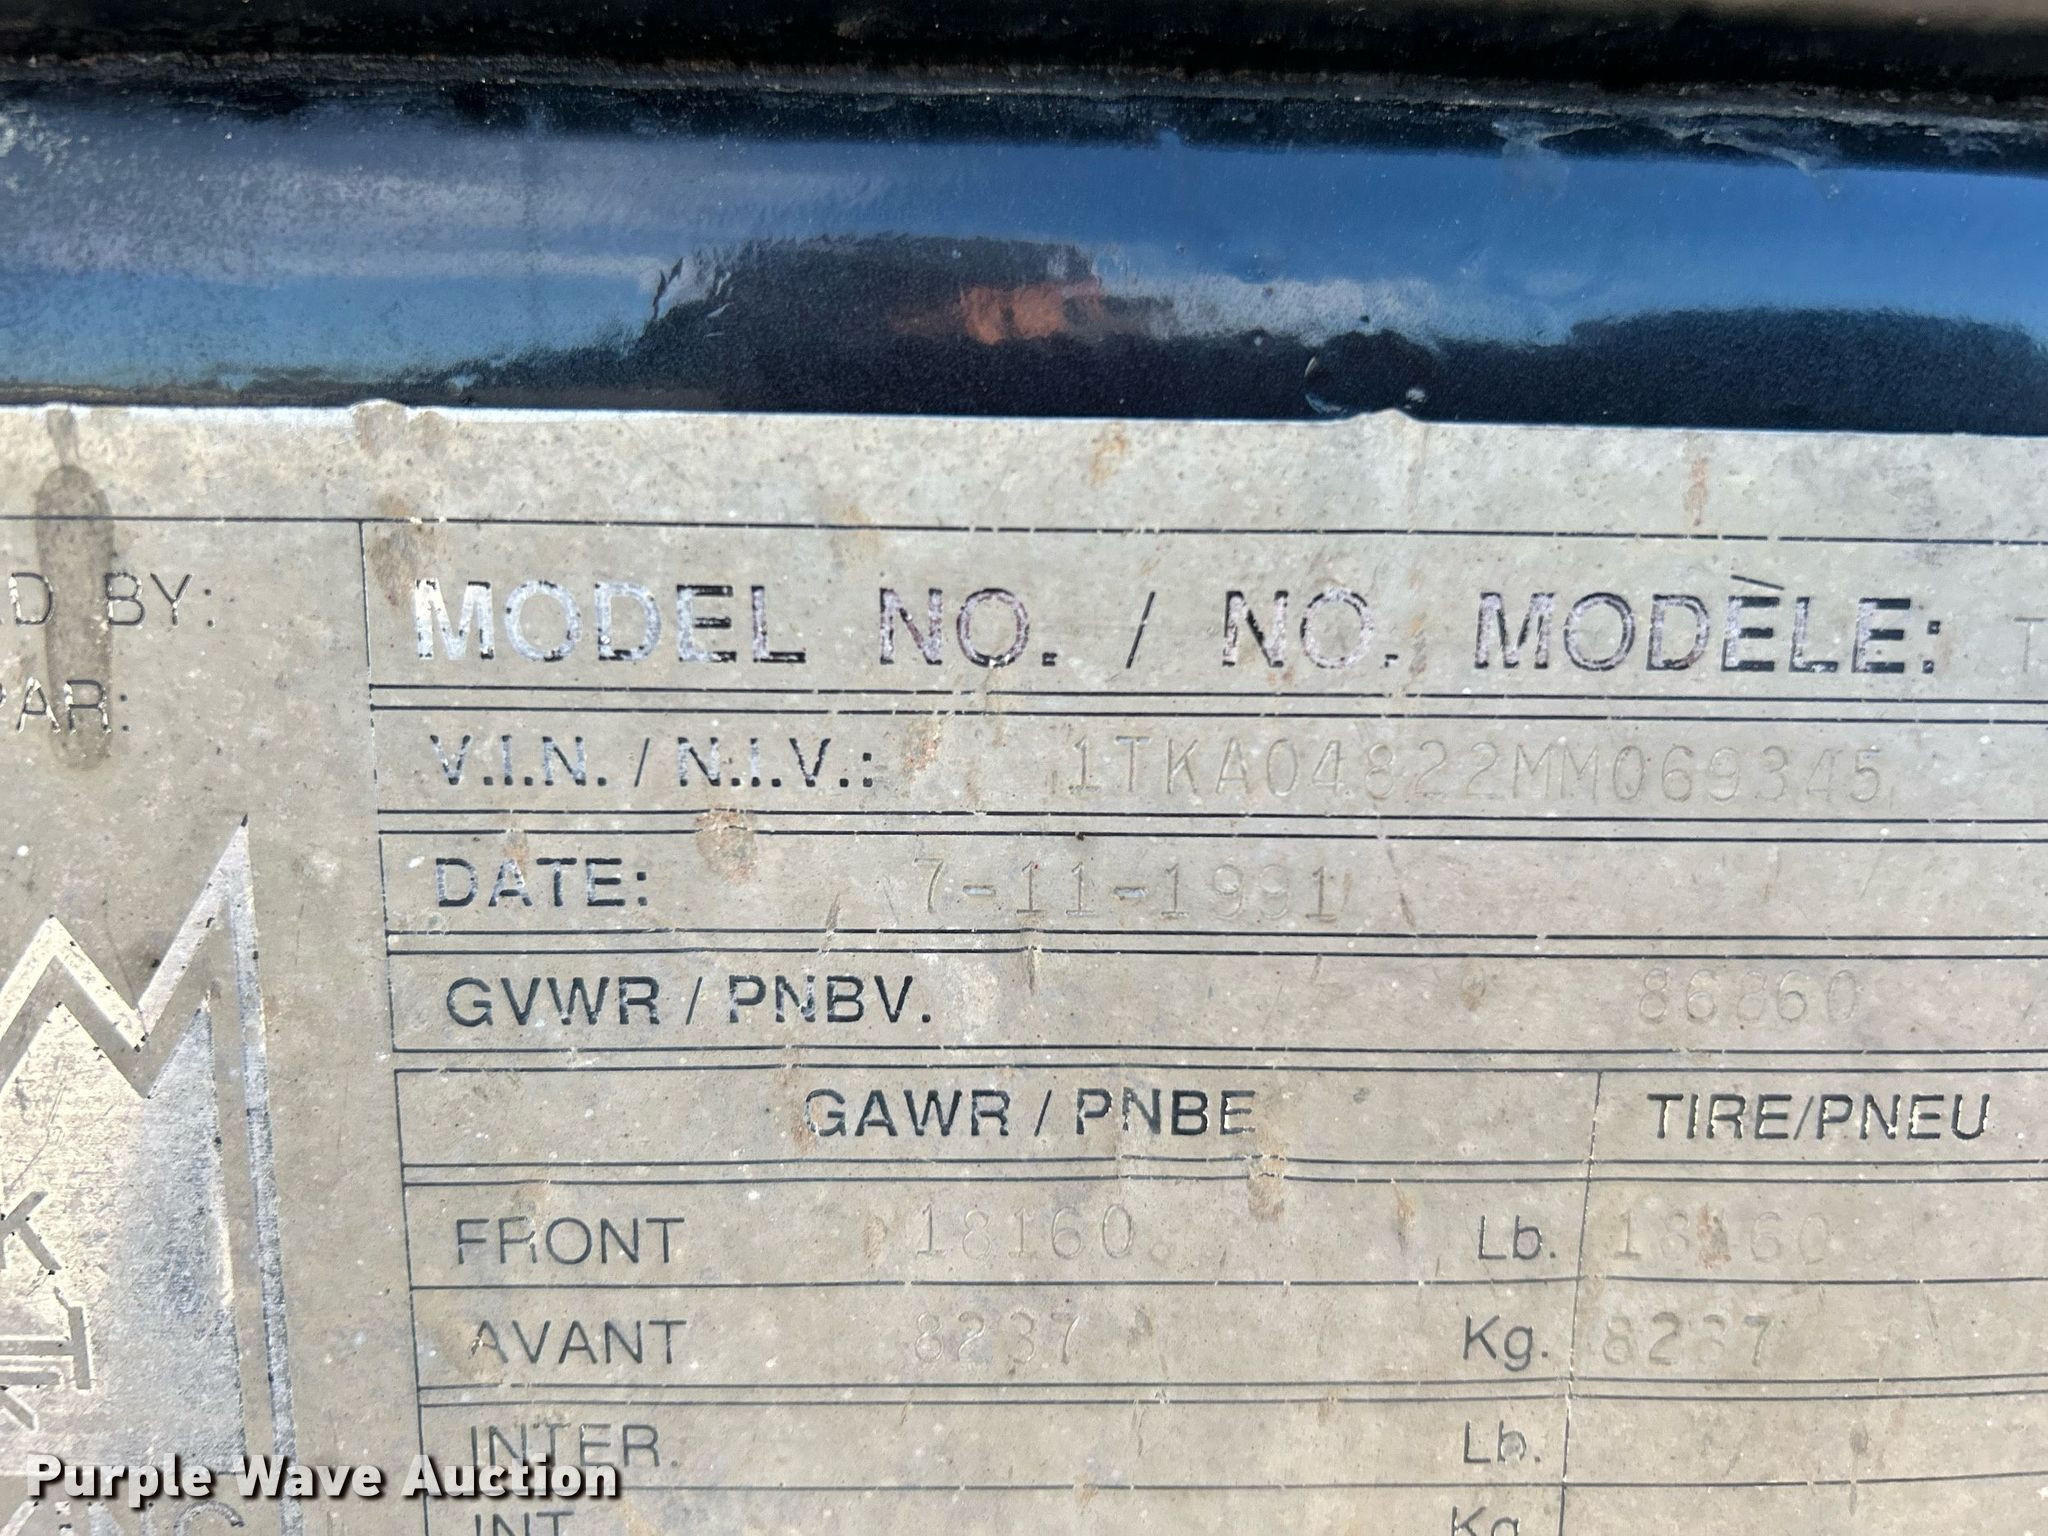 D BY:
PAR:
MODEL NO. / NO. MODÈLE: T
V.I.N. / N.I.V.: 1TKA04822MM069345
DATE: 7-11-1991
GVWR / PNBV. 86860
GAWR / PNBE TIRE/PNEU
FRONT 18160 Lb. 18160
AVANT 8237 Kg. 8237
INTER. Lb.
INT Kg
K
Purple Wave Auction